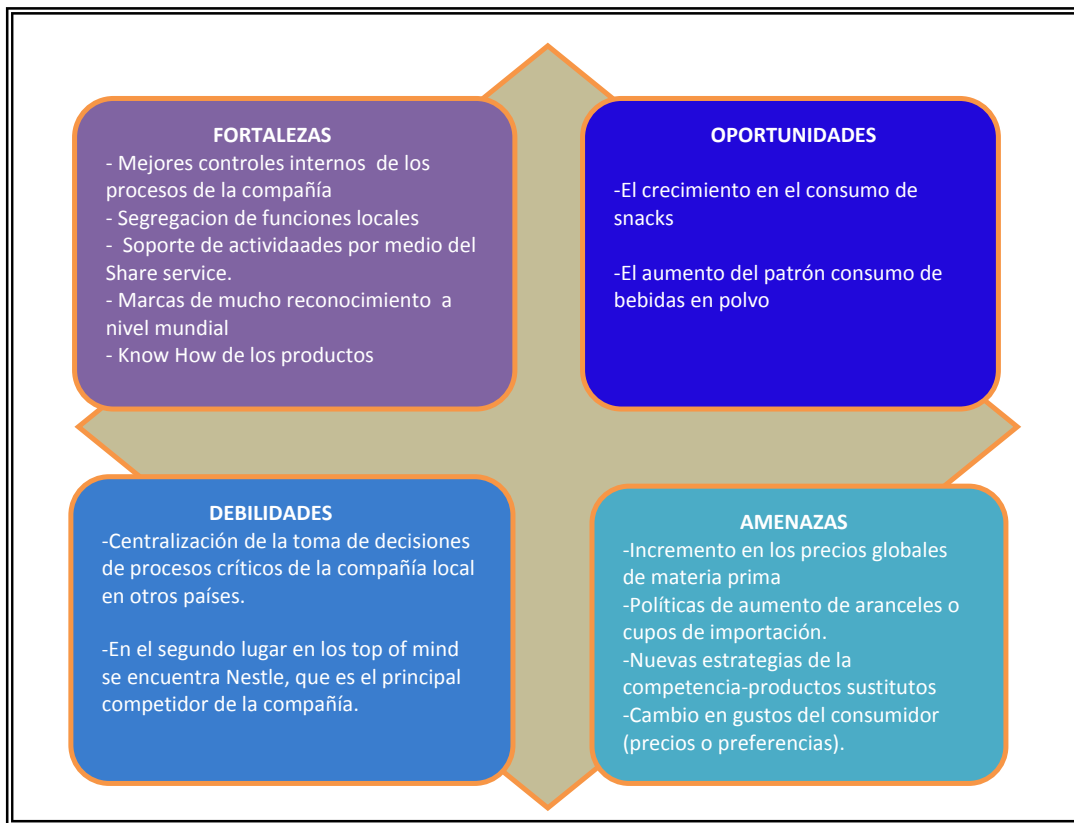 FORTALEZAS
- Mejores controles internos  de los
procesos de la compañía
- Segregacion de funciones locales
-  Soporte de actividaades por medio del
Share service.
- Marcas de mucho reconocimiento  a
nivel mundial
- Know How de los productos
OPORTUNIDADES
-El crecimiento en el consumo de
snacks
-El aumento del patrón consumo de
bebidas en polvo
DEBILIDADES
-Centralización de la toma de decisiones
de procesos críticos de la compañía local
en otros países.
-En el segundo lugar en los top of mind
se encuentra Nestle, que es el principal
competidor de la compañía.
AMENAZAS
-Incremento en los precios globales
de materia prima
-Políticas de aumento de aranceles o
cupos de importación.
-Nuevas estrategias de la
competencia-productos sustitutos
-Cambio en gustos del consumidor
(precios o preferencias).